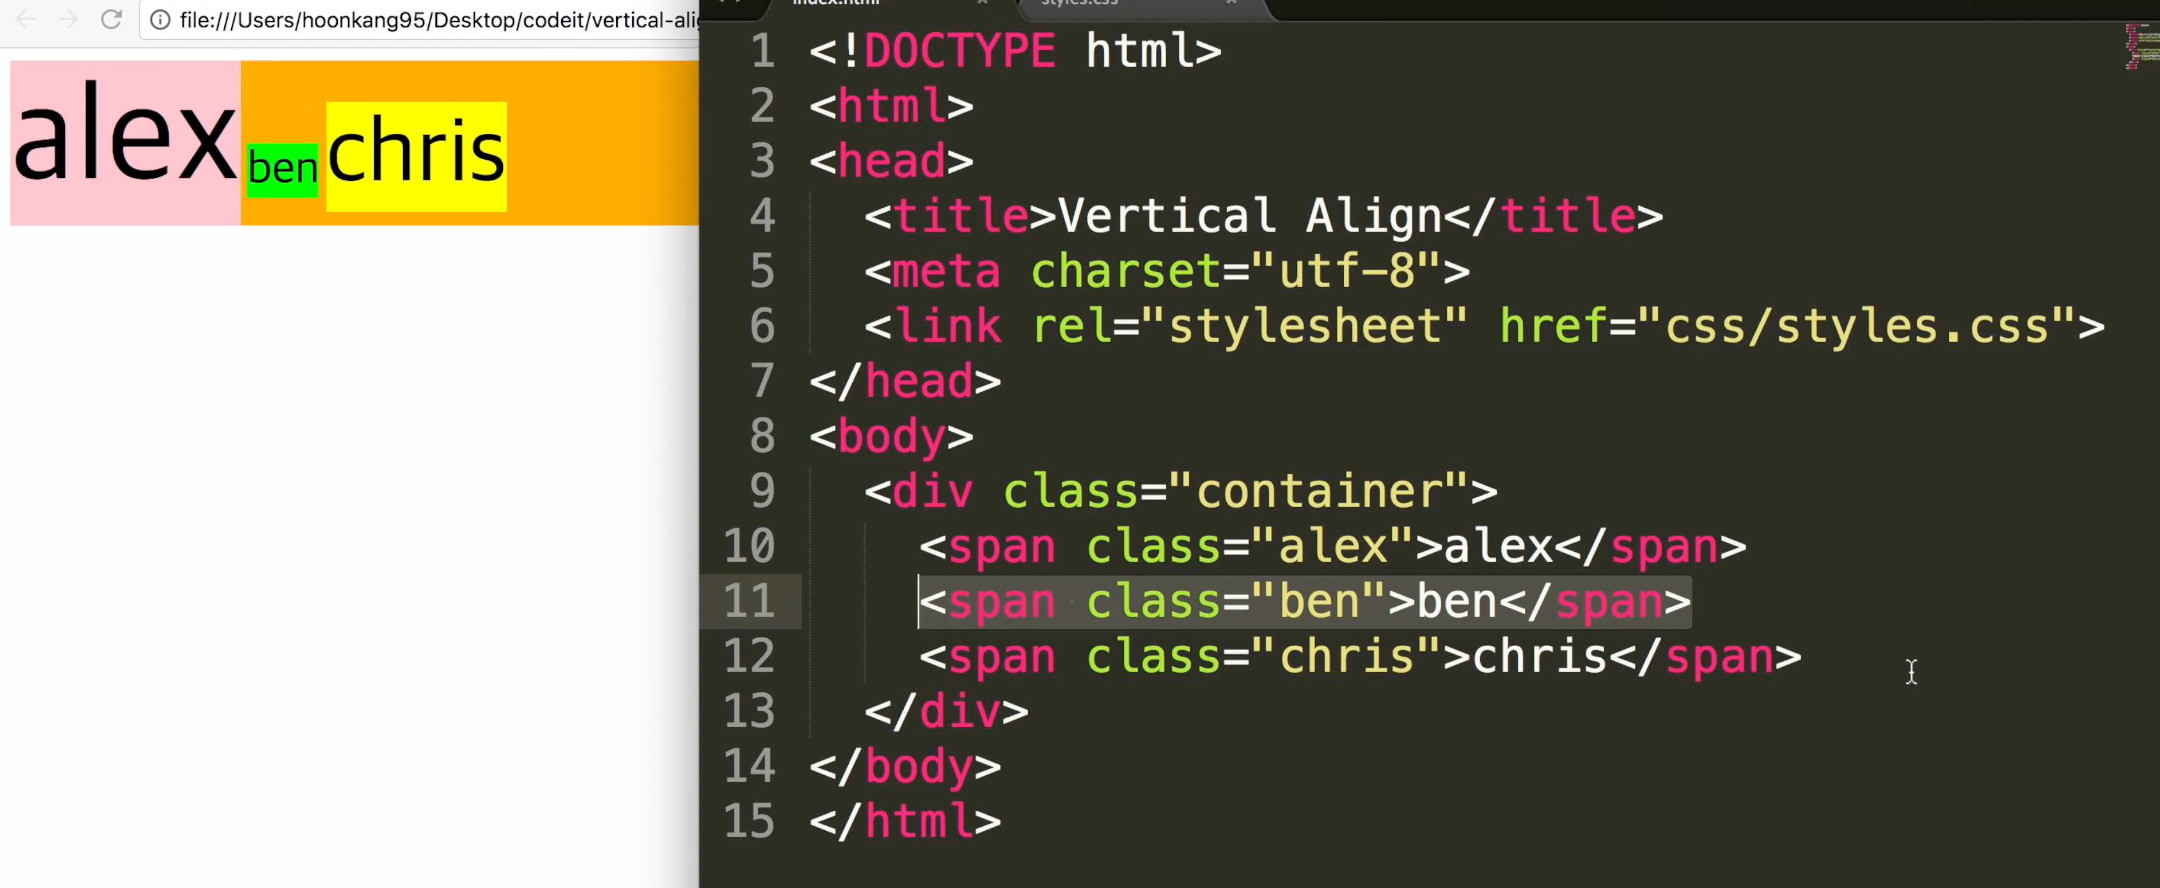 file:///Users/hoonkang95/Desktop/codeit/vertical-alig
index.html × styles.css ×
alex ben chris
1 <!DOCTYPE html>
2 <html>
3 <head>
4 <title>Vertical Align</title>
5 <meta charset="utf-8">
6 <link rel="stylesheet" href="css/styles.css">
7 </head>
8 <body>
9 <div class="container">
10 <span class="alex">alex</span>
11 <span class="ben">ben</span>
12 <span class="chris">chris</span>
13 </div>
14 </body>
15 </html>